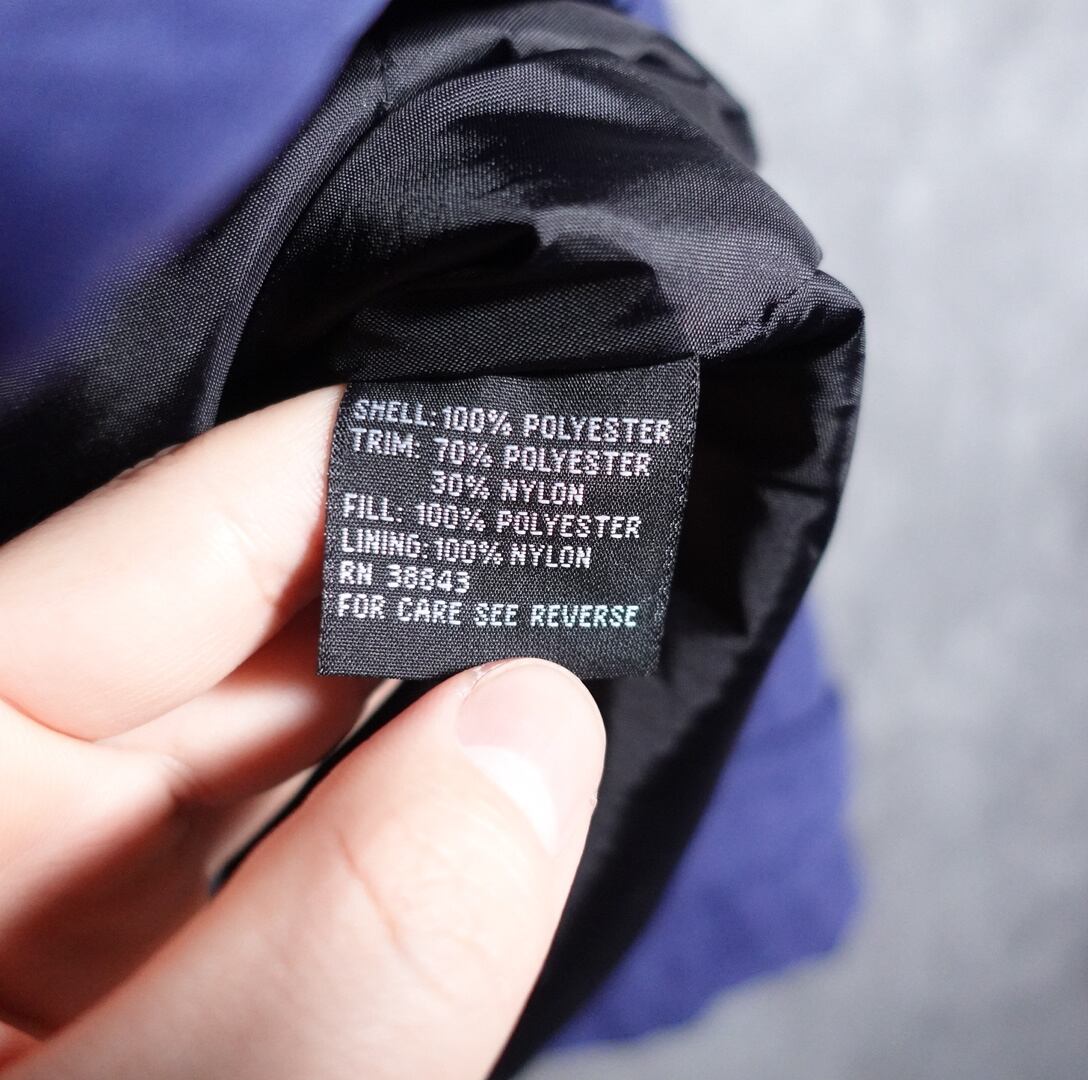 SHELL: 100% POLYESTER
TRIM: 70% POLYESTER
30% NYLON
FILL: 100% POLYESTER
LINING: 100% NYLON
RN 38843
FOR CARE SEE REVERSE